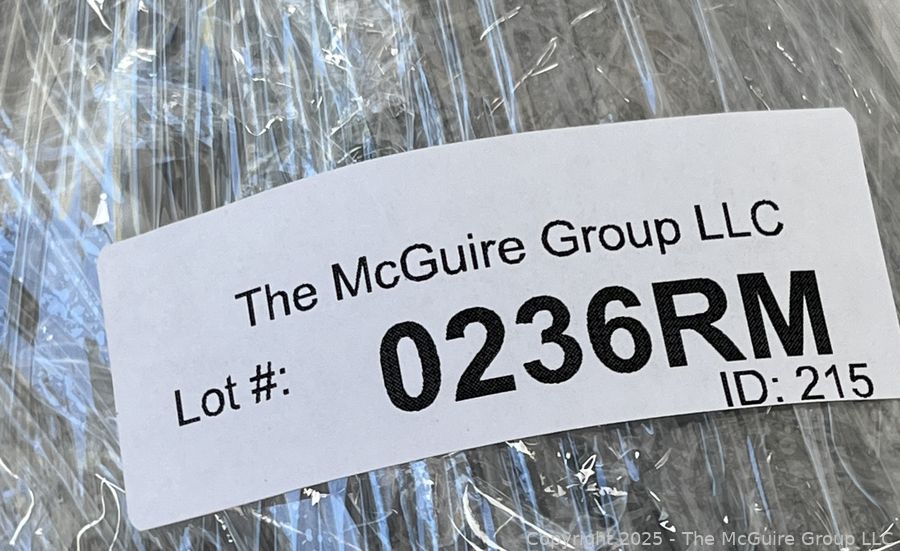 The McGuire Group LLC
Lot #: 0236RM
ID: 215
Copyright 2025 - The McGuire Group LLC